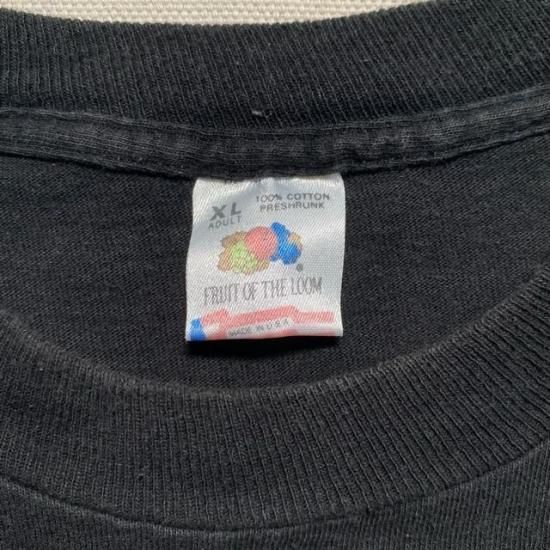 XL
ADULT
100% COTTON
PRESHRUNK
®
FRUIT OF THE LOOM
MADE IN U.S.A.